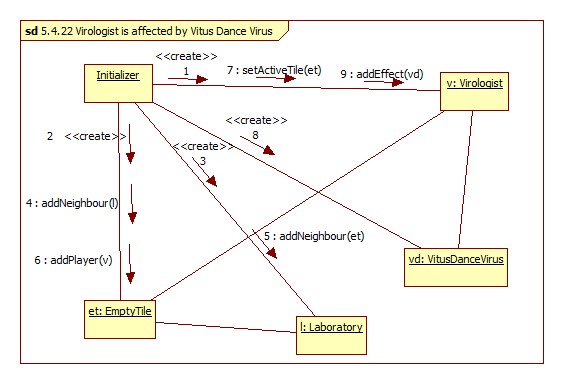 sd 5.4.22 Virologist is affected by Vitus Dance Virus
<<create>>
1
7 : setActiveTile(et)
9 : addEffect(vd)
Initializer
v: Virologist
2 <<create>>
<<create>>
3
<<create>>
8
4 : addNeighbour(l)
5 : addNeighbour(et)
6 : addPlayer(v)
vd: VitusDanceVirus
et: EmptyTile
l: Laboratory